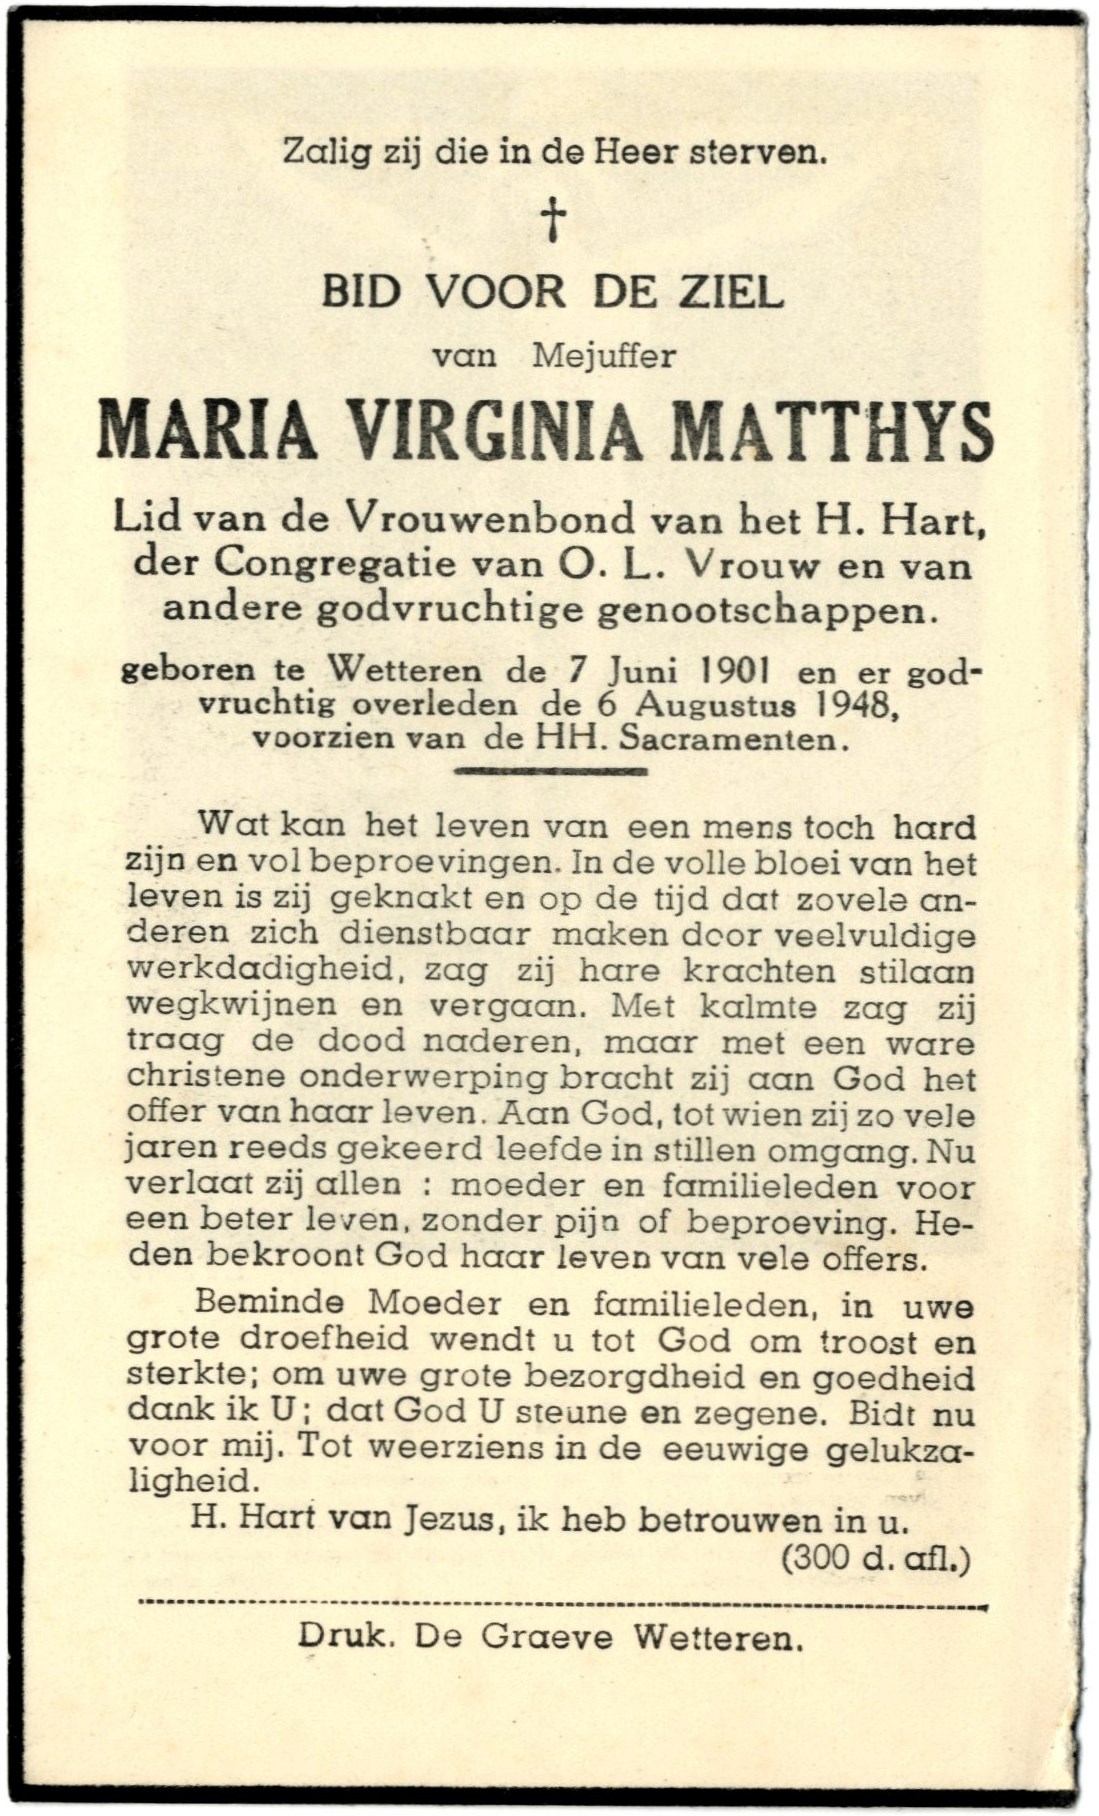 Zalig zij die in de Heer sterven.
†
BID VOOR DE ZIEL
van Mejuffer
MARIA VIRGINIA MATTHYS
Lid van de Vrouwenbond van het H. Hart,
der Congregatie van O. L. Vrouw en van
andere godvruchtige genootschappen.
geboren te Wetteren de 7 Juni 1901 en er god-
vruchtig overleden de 6 Augustus 1948,
voorzien van de HH. Sacramenten.
Wat kan het leven van een mens toch hard
zijn en vol beproevingen. In de volle bloei van het
leven is zij geknakt en op de tijd dat zovele an-
deren zich dienstbaar maken door veelvuldige
werkdadigheid, zag zij hare krachten stilaan
wegkwijnen en vergaan. Met kalmte zag zij
traag de dood naderen, maar met een ware
christene onderwerping bracht zij aan God het
offer van haar leven. Aan God, tot wien zij zo vele
jaren reeds gekeerd leefde in stillen omgang. Nu
verlaat zij allen : moeder en familieleden voor
een beter leven, zonder pijn of beproeving. He-
den bekroont God haar leven van vele offers.
Beminde Moeder en familieleden, in uwe
grote droefheid wendt u tot God om troost en
sterkte; om uwe grote bezorgdheid en goedheid
dank ik U; dat God U steune en zegene. Bidt nu
voor mij. Tot weerziens in de eeuwige gelukza-
ligheid.
H. Hart van Jezus, ik heb betrouwen in u.
(300 d. afl.)
Druk. De Graeve Wetteren.